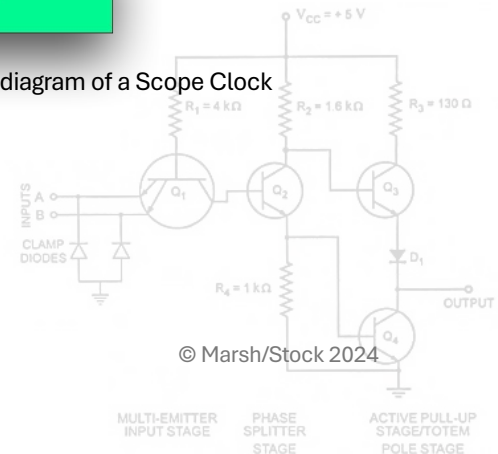 V_CC = + 5 V
diagram of a Scope Clock
R₁ = 4 kΩ
R₂ = 1.6 kΩ
R₃ = 130 Ω
Q₁
Q₂
Q₃
INPUTS
A
B
CLAMP
DIODES
D₁
R₄ = 1 kΩ
OUTPUT
Q₄
© Marsh/Stock 2024
MULTI-EMITTER
INPUT STAGE
PHASE
SPLITTER
STAGE
ACTIVE PULL-UP
STAGE/TOTEM
POLE STAGE